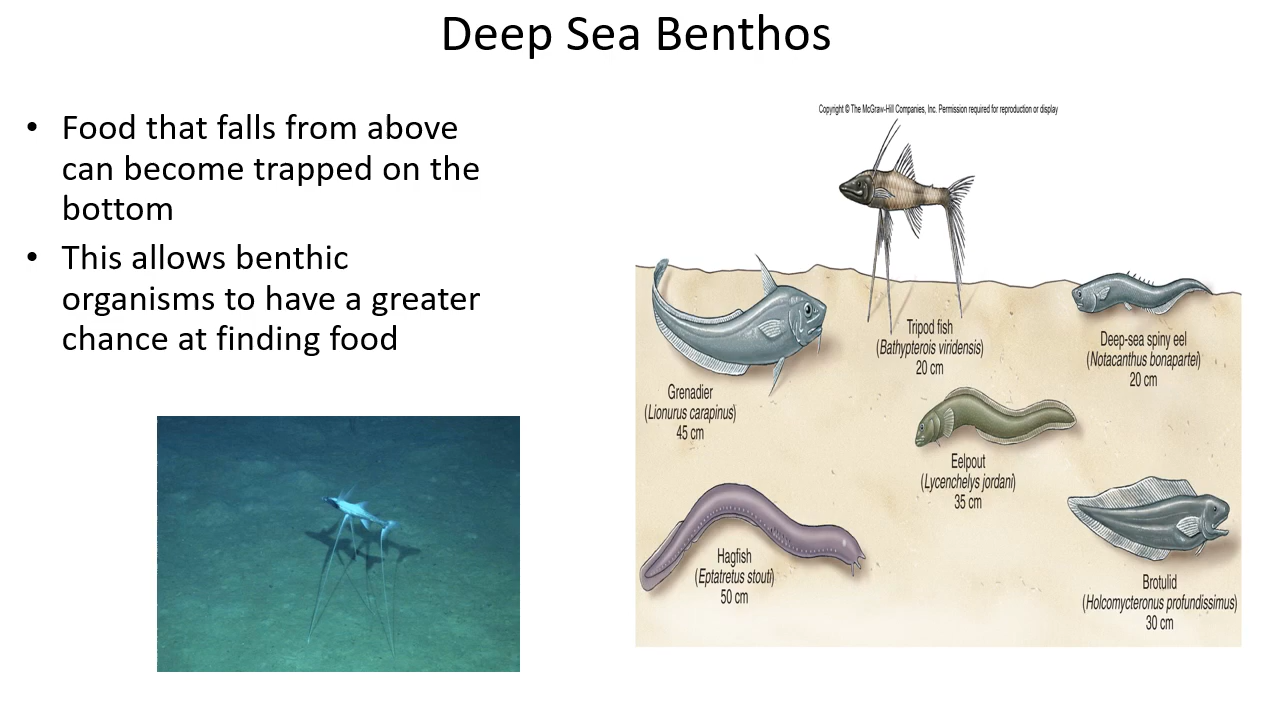 Deep Sea Benthos
• Food that falls from above
can become trapped on the
bottom
• This allows benthic
organisms to have a greater
chance at finding food
Copyright © The McGraw-Hill Companies, Inc. Permission required for reproduction or display
Tripod fish
(Bathypterois viridensis)
20 cm
Deep-sea spiny eel
(Notacanthus bonapartei)
20 cm
Grenadier
(Lionurus carapinus)
45 cm
Eelpout
(Lycenchelys jordani)
35 cm
Hagfish
(Eptatretus stouti)
50 cm
Brotulid
(Holcomycteronus profundissimus)
30 cm